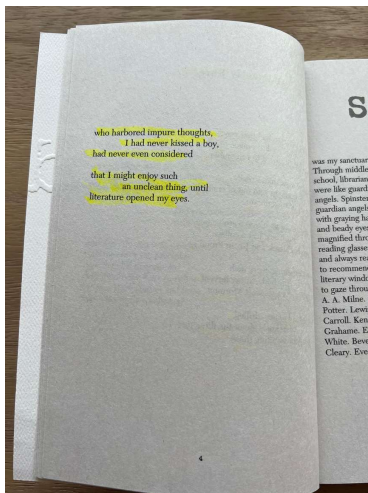 who harbored impure thoughts,
I had never kissed a boy,
had never even considered
that I might enjoy such
an unclean thing, until
literature opened my eyes.
4
S
was my sanctuar
Through middle
school, librarian
were like guard
angels. Spinster
guardian angels
with graying ha
and beady eyes
magnified thro
reading glasse
and always rea
to recommend
literary windo
to gaze throu
A. A. Milne.
Potter. Lewi
Carroll. Ken
Grahame. E
White. Beve
Cleary. Eve